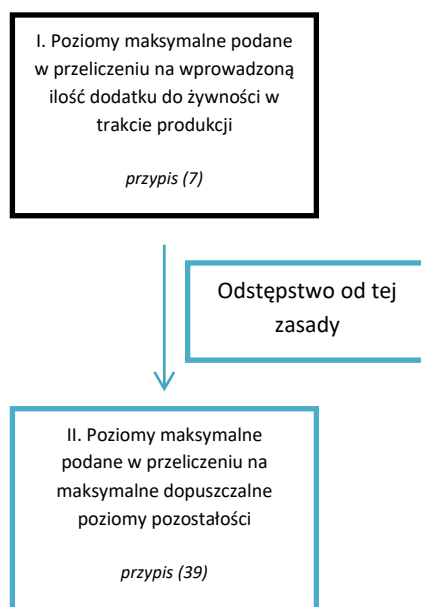 I. Poziomy maksymalne podane
w przeliczeniu na wprowadzoną
ilość dodatku do żywności w
trakcie produkcji
przypis (7)
Odstępstwo od tej
zasady
II. Poziomy maksymalne
podane w przeliczeniu na
maksymalne dopuszczalne
poziomy pozostałości
przypis (39)